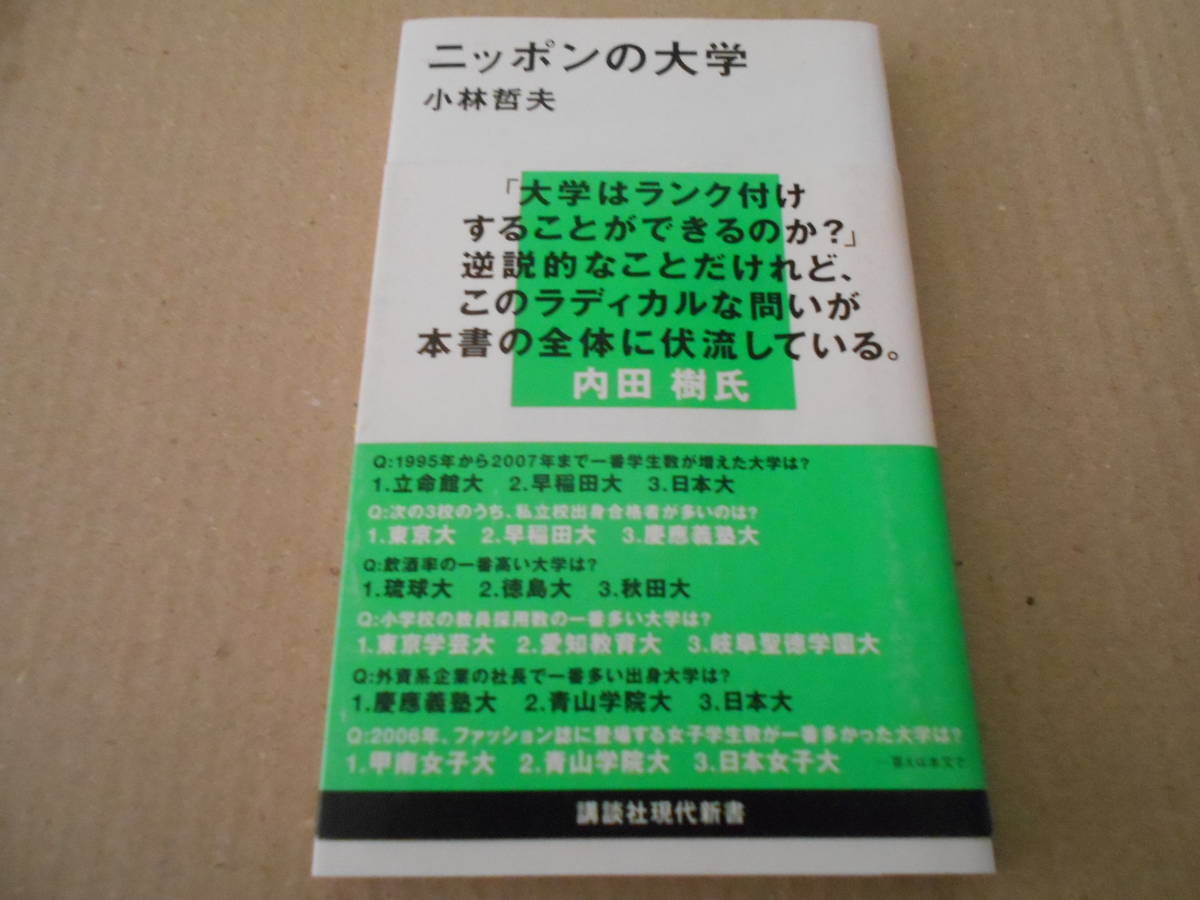 ニッポンの大学
小林哲夫
「大学はランク付け
することができるのか?」
逆説的なことだけれど、
このラディカルな問いが
本書の全体に伏流している。
内田 樹氏
Q:1995年から2007年まで一番学生数が増えた大学は?
1.立命館大 2.早稲田大 3.日本大
Q:次の3校のうち、私立校出身合格者が多いのは?
1.東京大 2.早稲田大 3.慶應義塾大
Q:飲酒率の一番高い大学は?
1.琉球大 2.徳島大 3.秋田大
Q:小学校の教員採用数の一番多い大学は?
1.東京学芸大 2.愛知教育大 3.岐阜聖徳学園大
Q:外資系企業の社長で一番多い出身大学は?
1.慶應義塾大 2.青山学院大 3.日本大
Q:2006年、ファッション誌に登場する女子学生数が一番多かった大学は?
1.甲南女子大 2.青山学院大 3.日本女子大 —答えは本文で
講談社現代新書